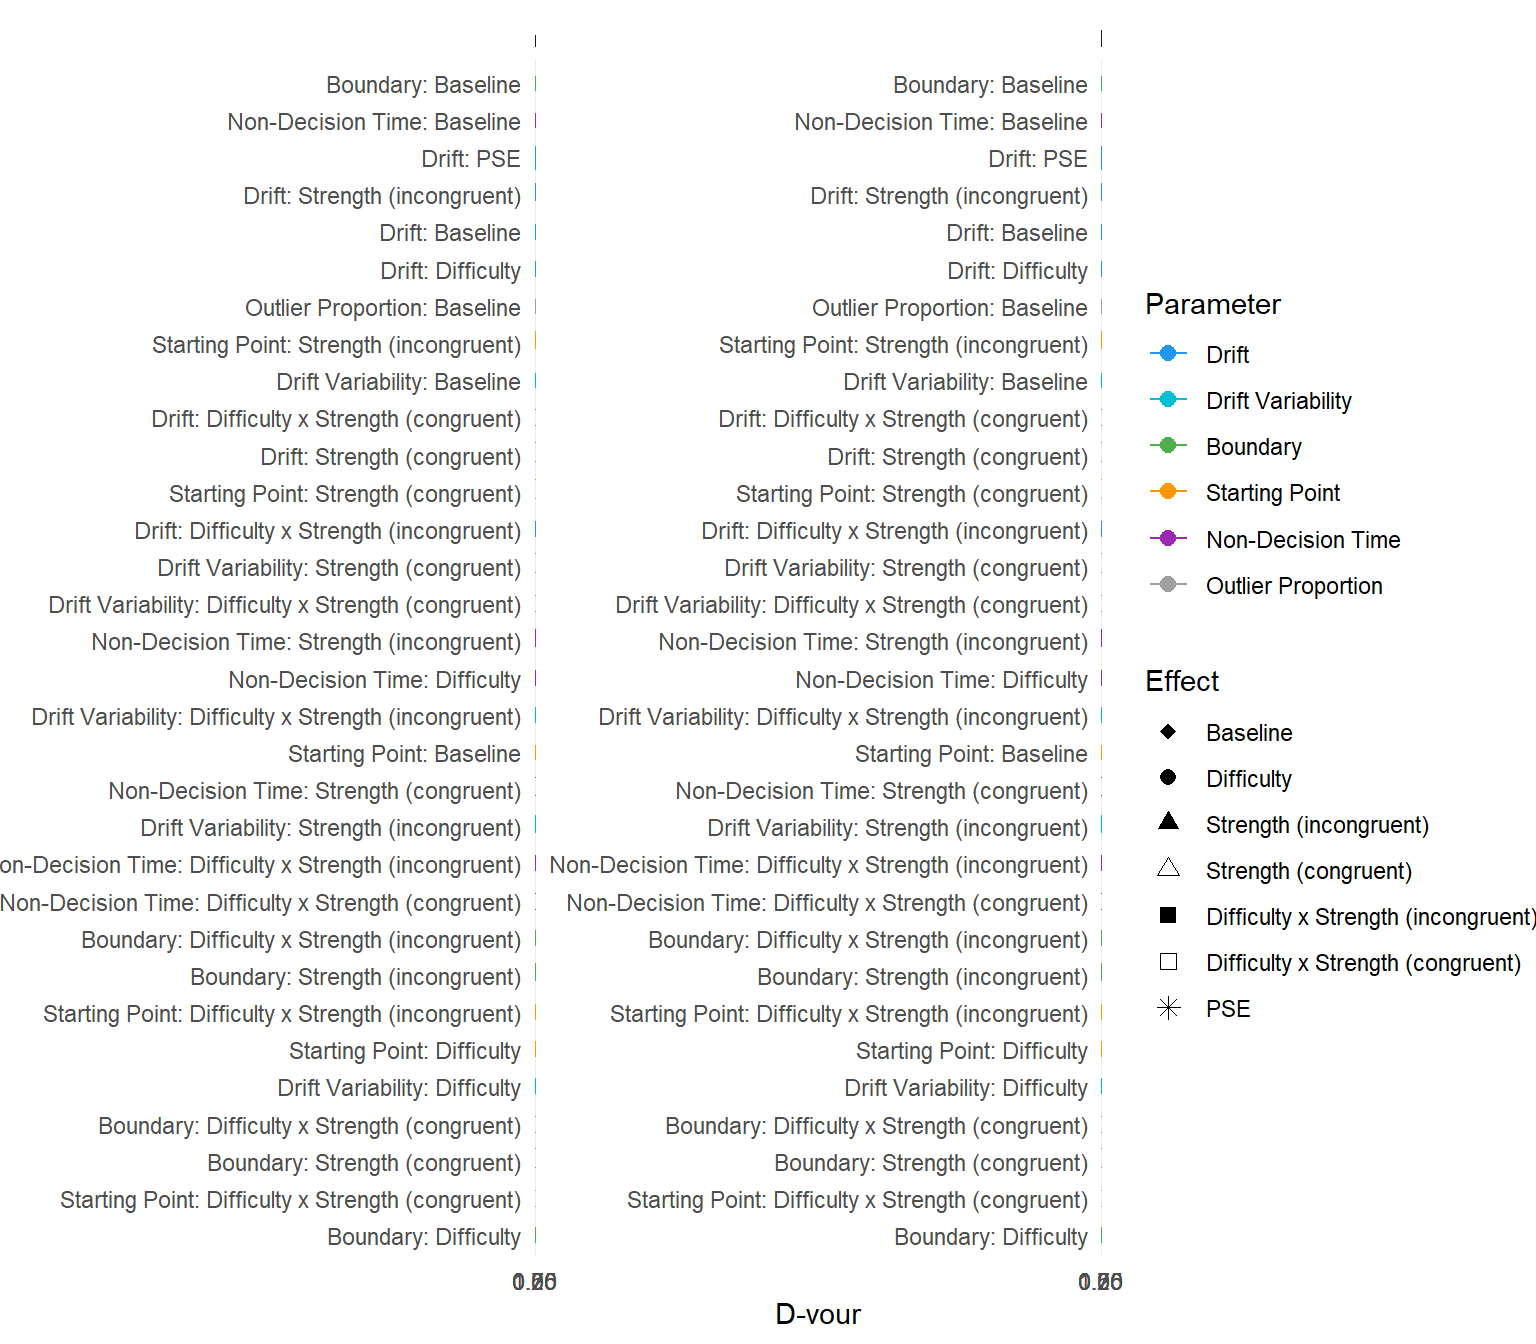 Boundary: Baseline
Non-Decision Time: Baseline
Drift: PSE
Drift: Strength (incongruent)
Drift: Baseline
Drift: Difficulty
Outlier Proportion: Baseline
Starting Point: Strength (incongruent)
Drift Variability: Baseline
Drift: Difficulty x Strength (congruent)
Drift: Strength (congruent)
Starting Point: Strength (congruent)
Drift: Difficulty x Strength (incongruent)
Drift Variability: Strength (congruent)
Drift Variability: Difficulty x Strength (congruent)
Non-Decision Time: Strength (incongruent)
Non-Decision Time: Difficulty
Drift Variability: Difficulty x Strength (incongruent)
Starting Point: Baseline
Non-Decision Time: Strength (congruent)
Drift Variability: Strength (incongruent)
on-Decision Time: Difficulty x Strength (incongruent)
Non-Decision Time: Difficulty x Strength (congruent)
Boundary: Difficulty x Strength (incongruent)
Boundary: Strength (incongruent)
Starting Point: Difficulty x Strength (incongruent)
Starting Point: Difficulty
Drift Variability: Difficulty
Boundary: Difficulty x Strength (congruent)
Boundary: Strength (congruent)
Starting Point: Difficulty x Strength (congruent)
Boundary: Difficulty
Boundary: Baseline
Non-Decision Time: Baseline
Drift: PSE
Drift: Strength (incongruent)
Drift: Baseline
Drift: Difficulty
Outlier Proportion: Baseline
Starting Point: Strength (incongruent)
Drift Variability: Baseline
Drift: Difficulty x Strength (congruent)
Drift: Strength (congruent)
Starting Point: Strength (congruent)
Drift: Difficulty x Strength (incongruent)
Drift Variability: Strength (congruent)
Drift Variability: Difficulty x Strength (congruent)
Non-Decision Time: Strength (incongruent)
Non-Decision Time: Difficulty
Drift Variability: Difficulty x Strength (incongruent)
Starting Point: Baseline
Non-Decision Time: Strength (congruent)
Drift Variability: Strength (incongruent)
Non-Decision Time: Difficulty x Strength (incongruent)
Non-Decision Time: Difficulty x Strength (congruent)
Boundary: Difficulty x Strength (incongruent)
Boundary: Strength (incongruent)
Starting Point: Difficulty x Strength (incongruent)
Starting Point: Difficulty
Drift Variability: Difficulty
Boundary: Difficulty x Strength (congruent)
Boundary: Strength (congruent)
Starting Point: Difficulty x Strength (congruent)
Boundary: Difficulty
D-vour
Parameter
Drift
Drift Variability
Boundary
Starting Point
Non-Decision Time
Outlier Proportion
Effect
Baseline
Difficulty
Strength (incongruent)
Strength (congruent)
Difficulty x Strength (incongruent)
Difficulty x Strength (congruent)
PSE